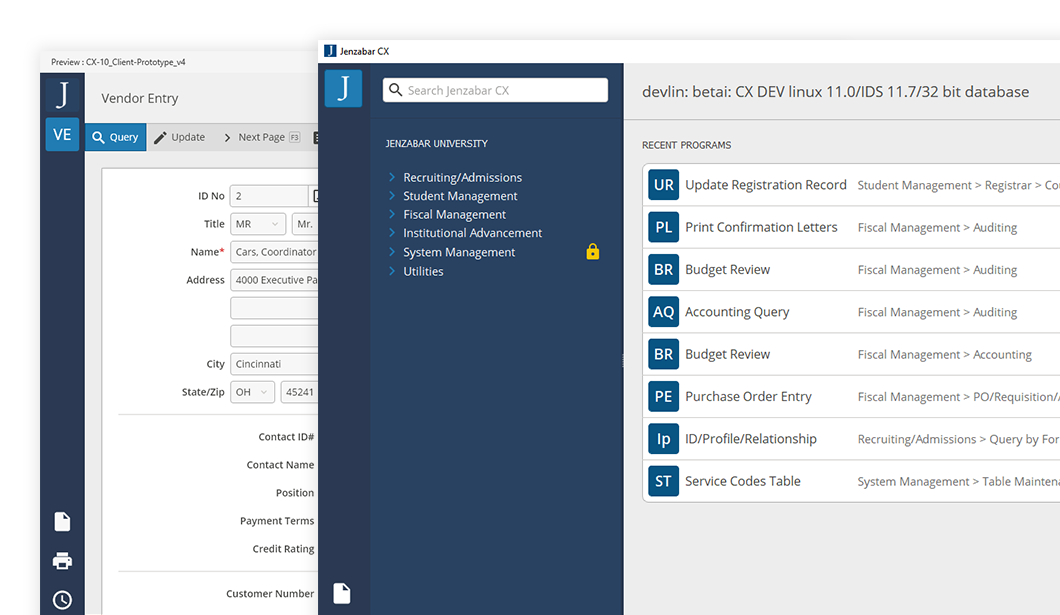 Preview : CX-10_Client-Prototype_v4
J
VE
Vendor Entry
Query
Update
Next Page F3
ID No 2
Title MR Mr.
Name* Cars, Coordinator
Address 4000 Executive Pa
City Cincinnati
State/Zip OH 45241
Contact ID#
Contact Name
Position
Payment Terms
Credit Rating
Customer Number
J Jenzabar CX
J
Search Jenzabar CX
JENZABAR UNIVERSITY
Recruiting/Admissions
Student Management
Fiscal Management
Institutional Advancement
System Management
Utilities
devlin: betai: CX DEV linux 11.0/IDS 11.7/32 bit database
RECENT PROGRAMS
UR Update Registration Record Student Management > Registrar > Co
PL Print Confirmation Letters Fiscal Management > Auditing
BR Budget Review Fiscal Management > Auditing
AQ Accounting Query Fiscal Management > Auditing
BR Budget Review Fiscal Management > Accounting
PE Purchase Order Entry Fiscal Management > PO/Requisition/
Ip ID/Profile/Relationship Recruiting/Admissions > Query by For
ST Service Codes Table System Management > Table Maintena